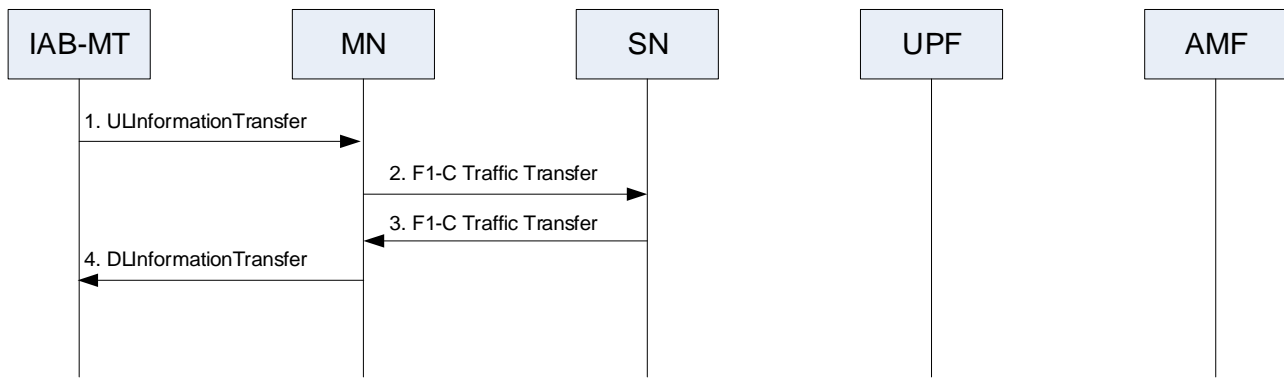 IAB-MT MN SN UPF AMF
1. ULInformationTransfer
2. F1-C Traffic Transfer
3. F1-C Traffic Transfer
4. DLInformationTransfer